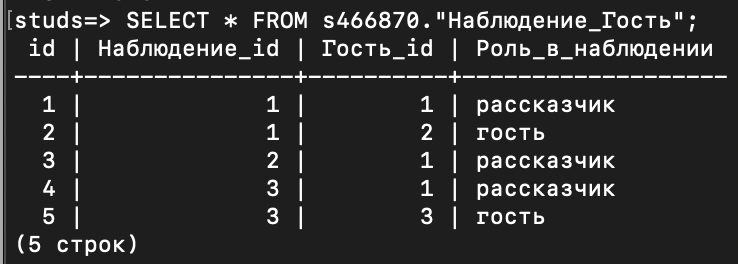 [studs=> SELECT * FROM s466870."Наблюдение_Гость";
 id | Наблюдение_id | Гость_id | Роль_в_наблюдении
----+---------------+----------+-------------------
  1 |             1 |        1 | рассказчик
  2 |             1 |        2 | гость
  3 |             2 |        1 | рассказчик
  4 |             3 |        1 | рассказчик
  5 |             3 |        3 | гость
(5 строк)